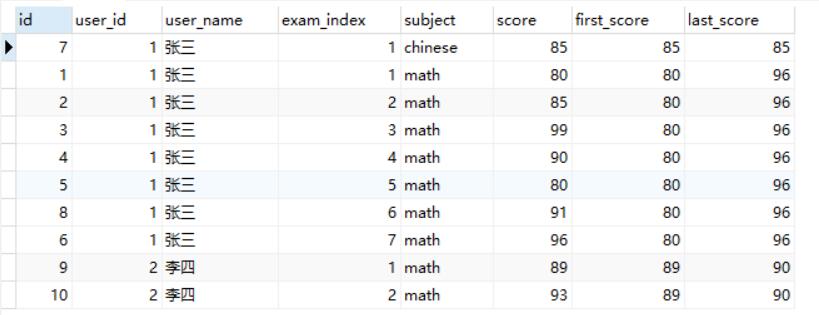 id user_id user_name exam_index subject score first_score last_score
7 1 张三 1 chinese 85 85 85
1 1 张三 1 math 80 80 96
2 1 张三 2 math 85 80 96
3 1 张三 3 math 99 80 96
4 1 张三 4 math 90 80 96
5 1 张三 5 math 80 80 96
8 1 张三 6 math 91 80 96
6 1 张三 7 math 96 80 96
9 2 李四 1 math 89 89 90
10 2 李四 2 math 93 89 90